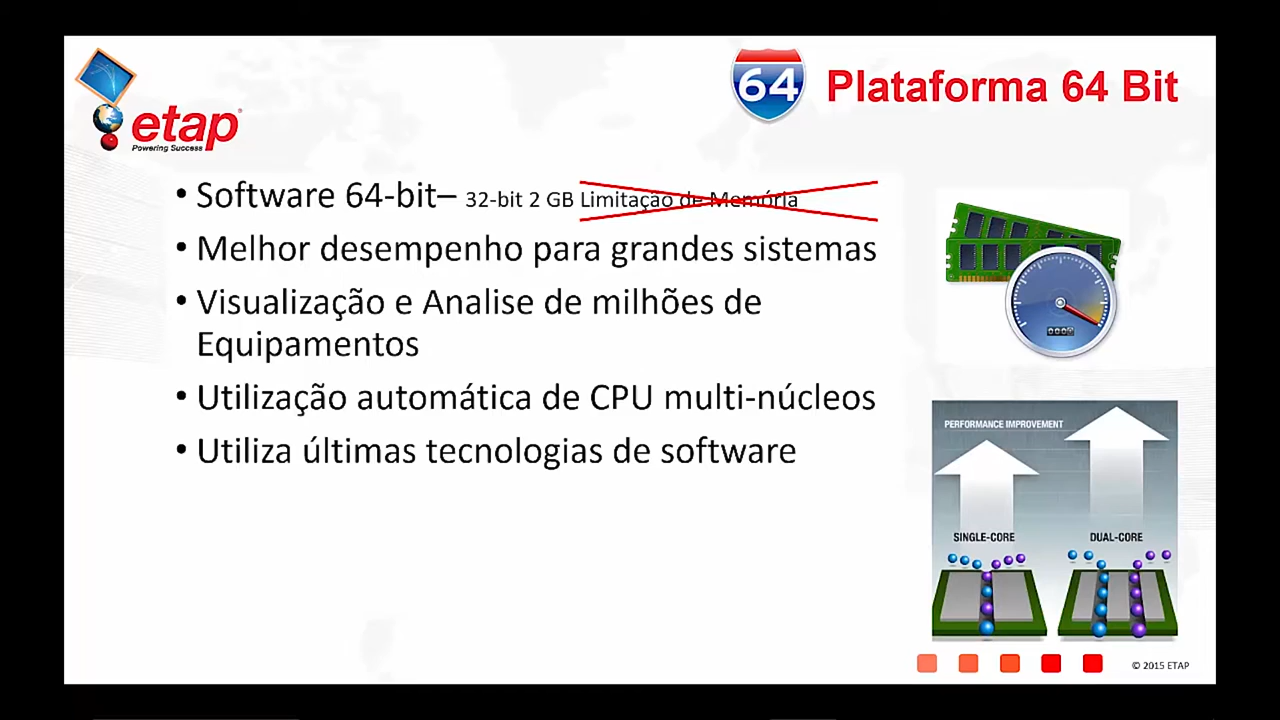 etap®
Powering Success
64
Plataforma 64 Bit
• Software 64-bit– 32-bit 2 GB Limitação de Memória
• Melhor desempenho para grandes sistemas
• Visualização e Analise de milhões de
Equipamentos
• Utilização automática de CPU multi-núcleos
• Utiliza últimas tecnologias de software
PERFORMANCE IMPROVEMENT
SINGLE-CORE
DUAL-CORE
© 2015 ETAP